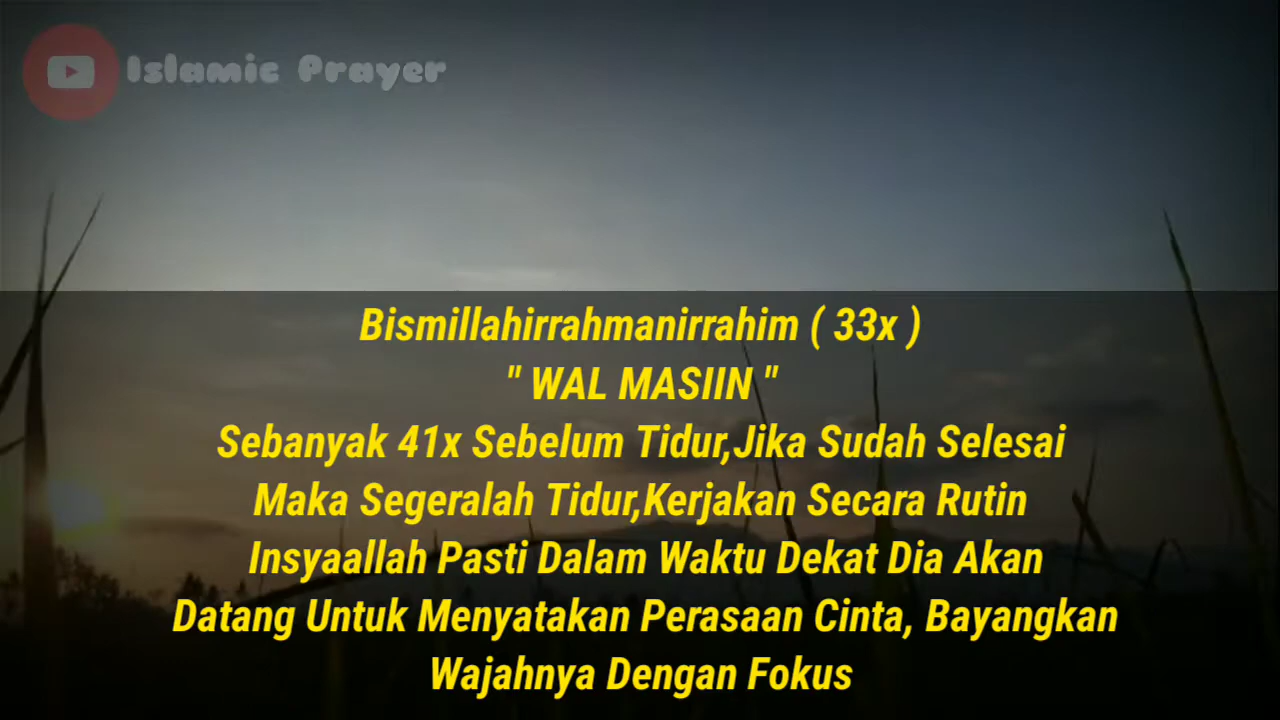 Islamic Prayer
Bismillahirrahmanirrahim ( 33x )
" WAL MASIIN "
Sebanyak 41x Sebelum Tidur,Jika Sudah Selesai
Maka Segeralah Tidur,Kerjakan Secara Rutin
Insyaallah Pasti Dalam Waktu Dekat Dia Akan
Datang Untuk Menyatakan Perasaan Cinta, Bayangkan
Wajahnya Dengan Fokus